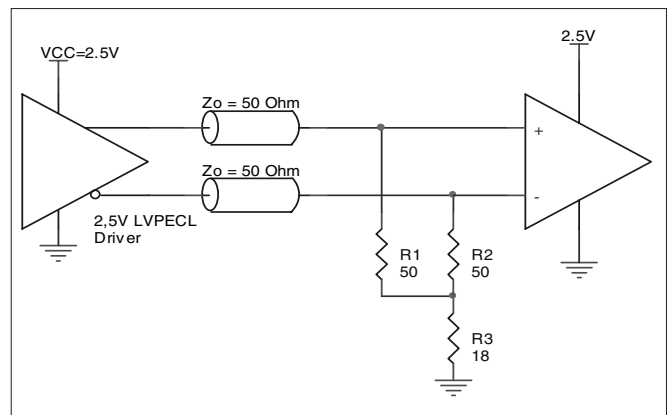 VCC=2.5V
2.5V
Zo = 50 Ohm
+
Zo = 50 Ohm
-
2,5V LVPECL
Driver
R1
50
R2
50
R3
18